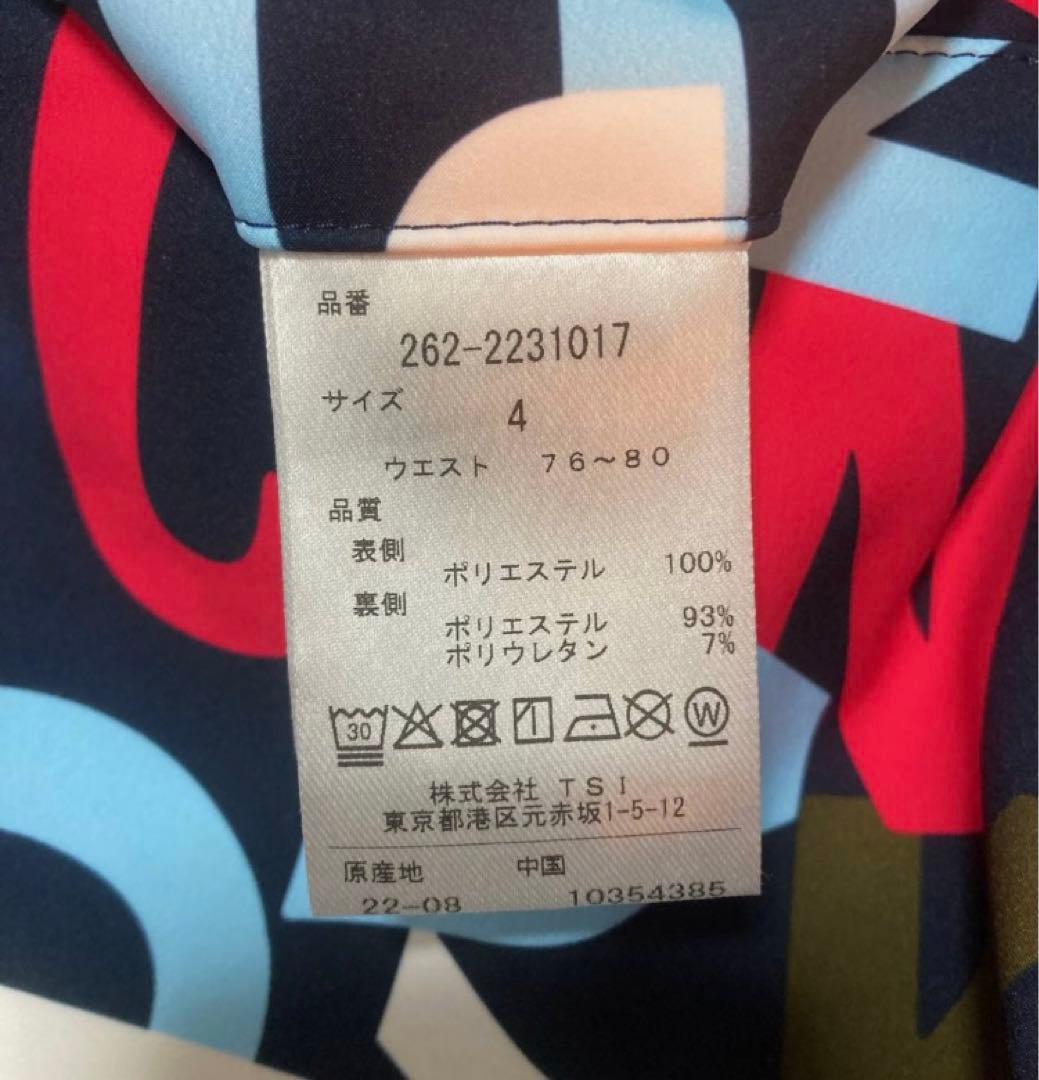 品番
262-2231017
サイズ 4
ウエスト 76~80
品質
表側
ポリエステル 100%
裏側
ポリエステル 93%
ポリウレタン 7%
30 W
株式会社 TSI
東京都港区元赤坂1-5-12
原産地 中国
22-08 10354385